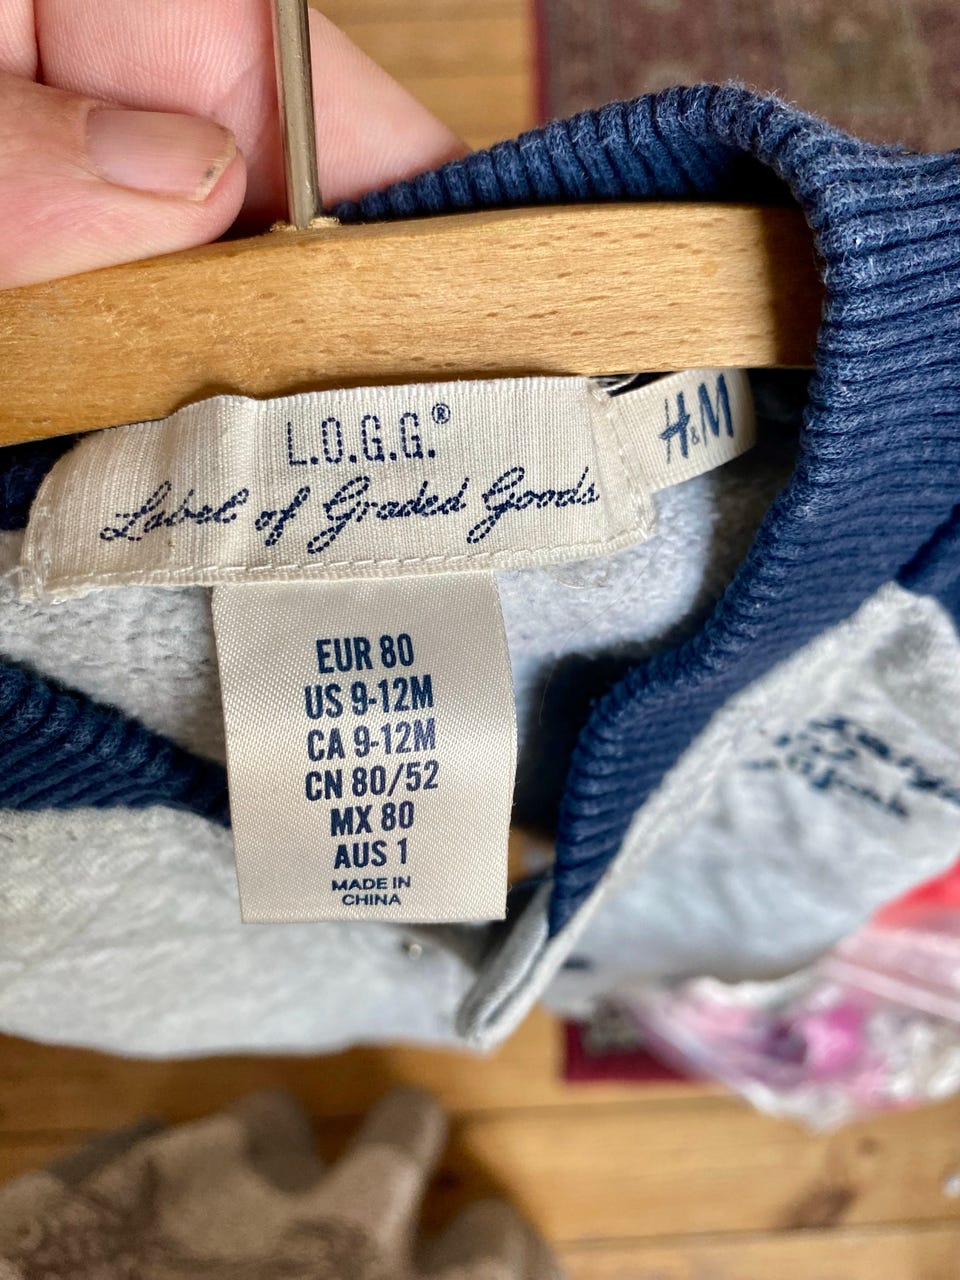 L.O.G.G.®
Label of Graded Goods
H&M
EUR 80
US 9-12M
CA 9-12M
CN 80/52
MX 80
AUS 1
MADE IN
CHINA